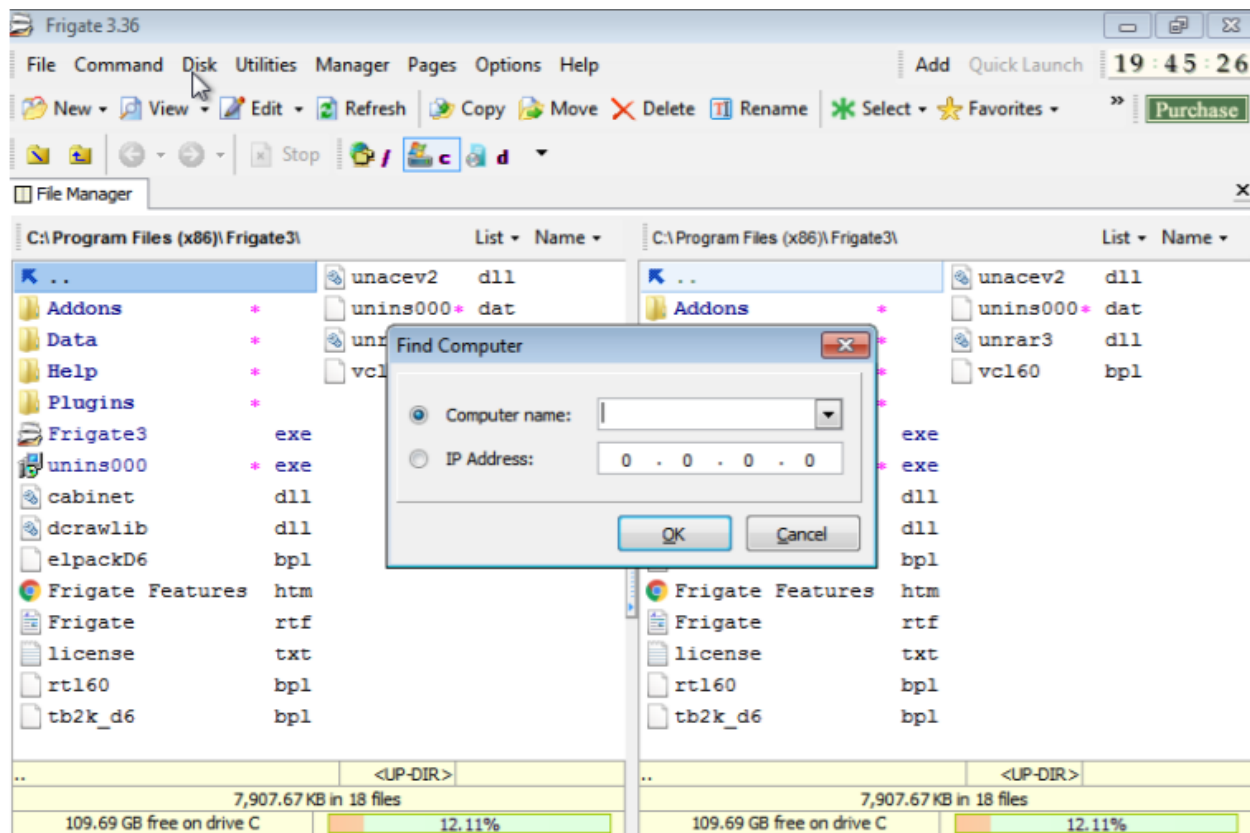 Frigate 3.36
File Command Disk Utilities Manager Pages Options Help Add Quick Launch 19:45:26
New View Edit Refresh Copy Move Delete Rename Select Favorites » Purchase
Stop / c d
File Manager
C:\Program Files (x86)\Frigate3\ List Name C:\Program Files (x86)\Frigate3\ List Name
.. unacev2 dll .. unacev2 dll
Addons * unins000 * dat Addons * unins000 * dat
Data * unr * unrar3 dll
Help * vcl * vcl60 bpl
Plugins * *
Frigate3 exe exe
unins000 * exe * exe
cabinet dll dll
dcrawlib dll dll
elpackD6 bpl bpl
Frigate Features htm Frigate Features htm
Frigate rtf Frigate rtf
license txt license txt
rtl60 bpl rtl60 bpl
tb2k_d6 bpl tb2k_d6 bpl
Find Computer
Computer name:
IP Address: 0 . 0 . 0 . 0
OK Cancel
.. <UP-DIR> .. <UP-DIR>
7,907.67 KB in 18 files 7,907.67 KB in 18 files
109.69 GB free on drive C 12.11% 109.69 GB free on drive C 12.11%